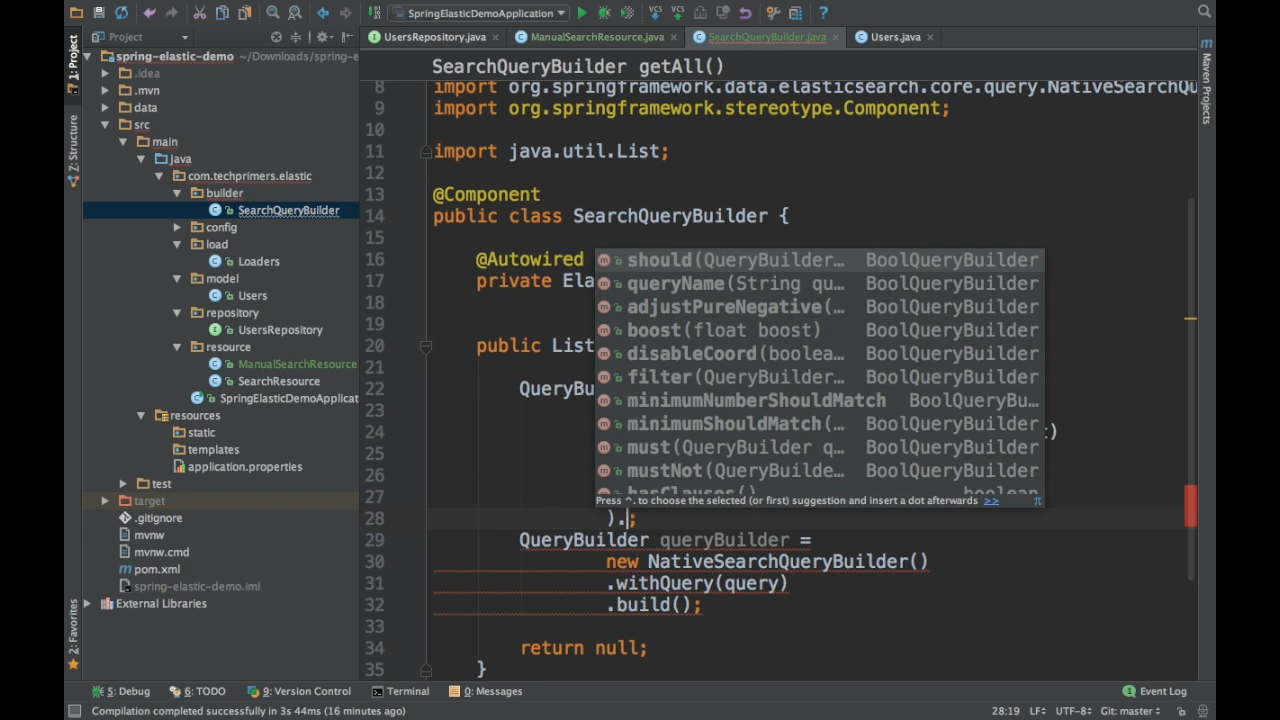 SpringElasticDemoApplication
1: Project
Z: Structure
2: Favorites
Maven Projects
Project
UsersRepository.java
ManualSearchResource.java
SearchQueryBuilder.java
Users.java
spring-elastic-demo ~/Downloads/spring-e
.idea
.mvn
data
src
main
java
com.techprimers.elastic
builder
SearchQueryBuilder
config
load
Loaders
model
Users
repository
UsersRepository
resource
ManualSearchResource
SearchResource
SpringElasticDemoApplicat
resources
static
templates
application.properties
test
target
.gitignore
mvnw
mvnw.cmd
pom.xml
spring-elastic-demo.iml
External Libraries
SearchQueryBuilder getAll()
8 import org.springframework.data.elasticsearch.core.query.NativeSearchQu
9 import org.springframework.stereotype.Component;
10
11 import java.util.List;
12
13 @Component
14 public class SearchQueryBuilder {
15
16 @Autowired
17 private Ela
18
19
20 public List
21
22 QueryBu
23
24 t)
25
26
27
28 ).;
29 QueryBuilder queryBuilder =
30 new NativeSearchQueryBuilder()
31 .withQuery(query)
32 .build();
33
34 return null;
35 }
should(QueryBuilder… BoolQueryBuilder
queryName(String qu… BoolQueryBuilder
adjustPureNegative(… BoolQueryBuilder
boost(float boost) BoolQueryBuilder
disableCoord(boolea… BoolQueryBuilder
filter(QueryBuilder… BoolQueryBuilder
minimumNumberShouldMatch BoolQueryBu…
minimumShouldMatch(… BoolQueryBuilder
must(QueryBuilder q… BoolQueryBuilder
mustNot(QueryBuilde… BoolQueryBuilder
hasClauses() boolean
Press ^. to choose the selected (or first) suggestion and insert a dot afterwards >> π
5: Debug
6: TODO
9: Version Control
Terminal
0: Messages
1 Event Log
Compilation completed successfully in 3s 44ms (16 minutes ago)
28:19 LF÷ UTF-8÷ Git: master÷